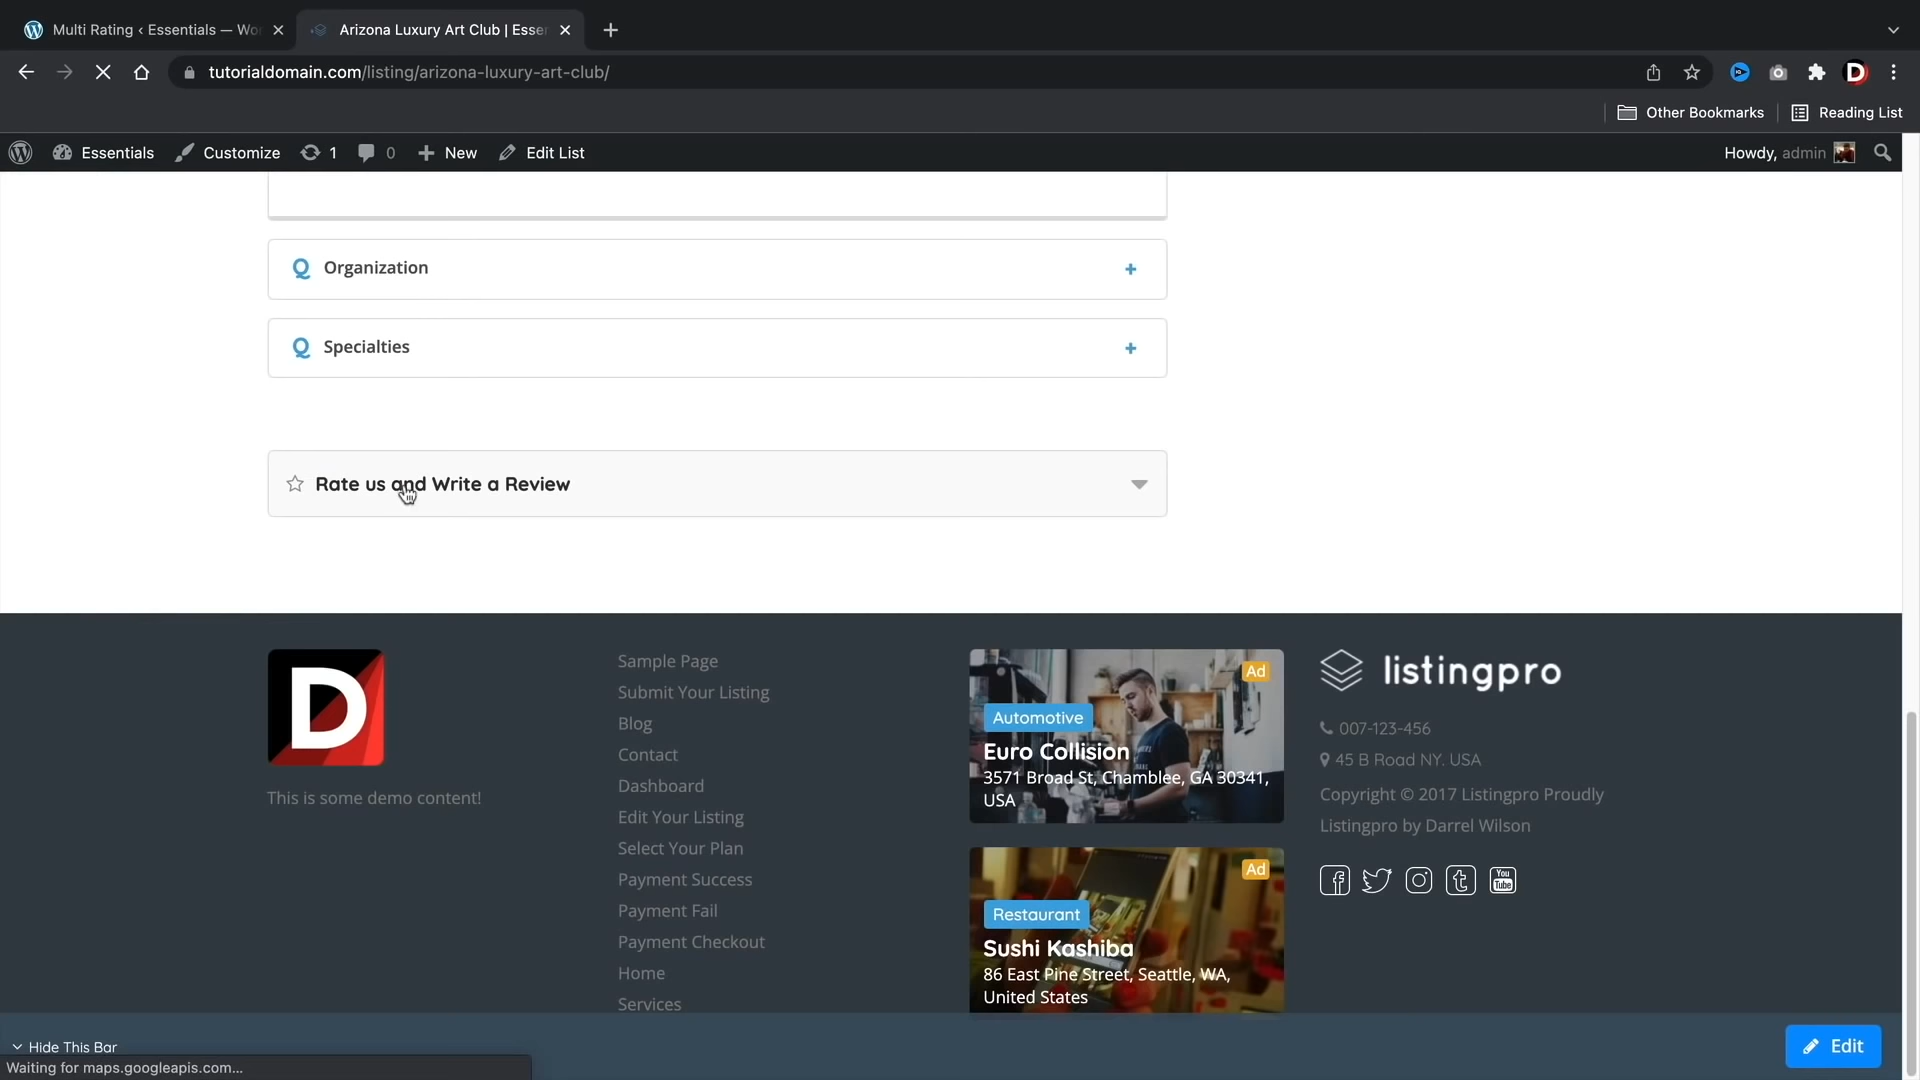 Multi Rating ‹ Essentials — Wo
Arizona Luxury Art Club | Esse
tutorialdomain.com/listing/arizona-luxury-art-club/
Other Bookmarks
Reading List
Essentials
Customize
1
0
New
Edit List
Howdy, admin
Q Organization +
Q Specialties +
Rate us and Write a Review
D
This is some demo content!
Sample Page
Submit Your Listing
Blog
Contact
Dashboard
Edit Your Listing
Select Your Plan
Payment Success
Payment Fail
Payment Checkout
Home
Services
Ad
Automotive
Euro Collision
3571 Broad St, Chamblee, GA 30341,
USA
Ad
Restaurant
Sushi Kashiba
86 East Pine Street, Seattle, WA,
United States
listingpro
007-123-456
45 B Road NY. USA
Copyright © 2017 Listingpro Proudly
Listingpro by Darrel Wilson
You
Tube
Hide This Bar
Edit
Waiting for maps.googleapis.com...